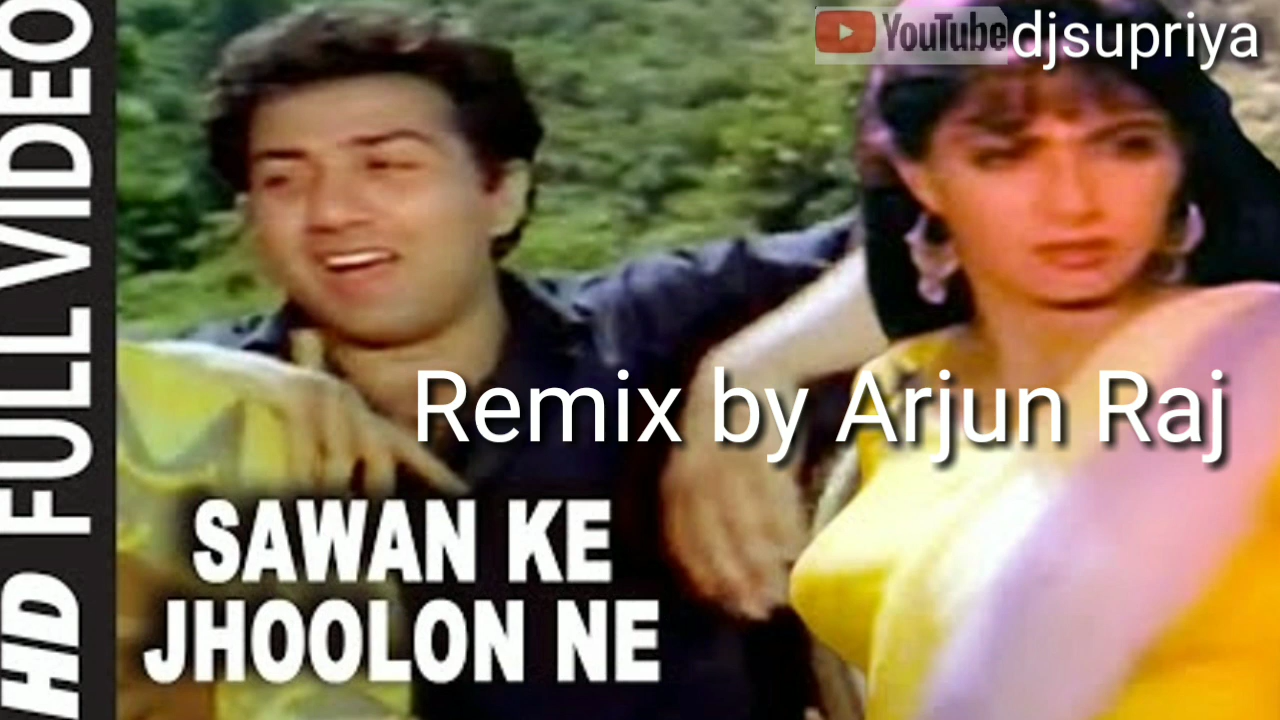 HD FULL VIDEO
YouTube djsupriya
Remix by Arjun Raj
SAWAN KE
JHOOLON NE